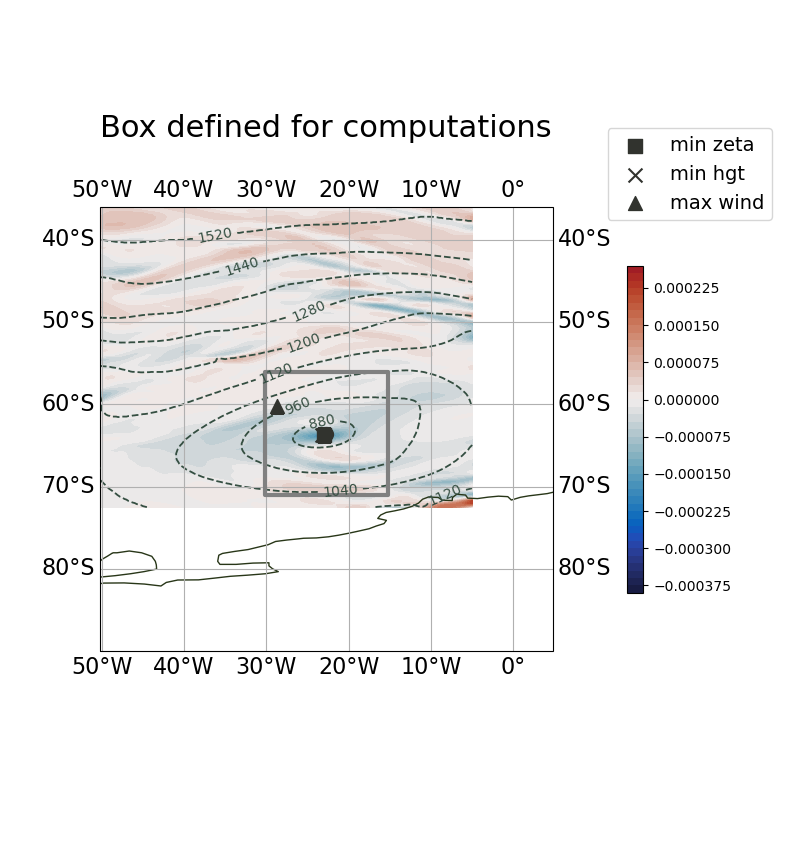 Box defined for computations
min zeta
min hgt
max wind
50°W 40°W 30°W 20°W 10°W 0°
40°S 40°S
50°S 50°S
60°S 60°S
70°S 70°S
80°S 80°S
50°W 40°W 30°W 20°W 10°W 0°
1520
1440
1280
1200
1120
960
880
1040
1120
0.000225
0.000150
0.000075
0.000000
−0.000075
−0.000150
−0.000225
−0.000300
−0.000375